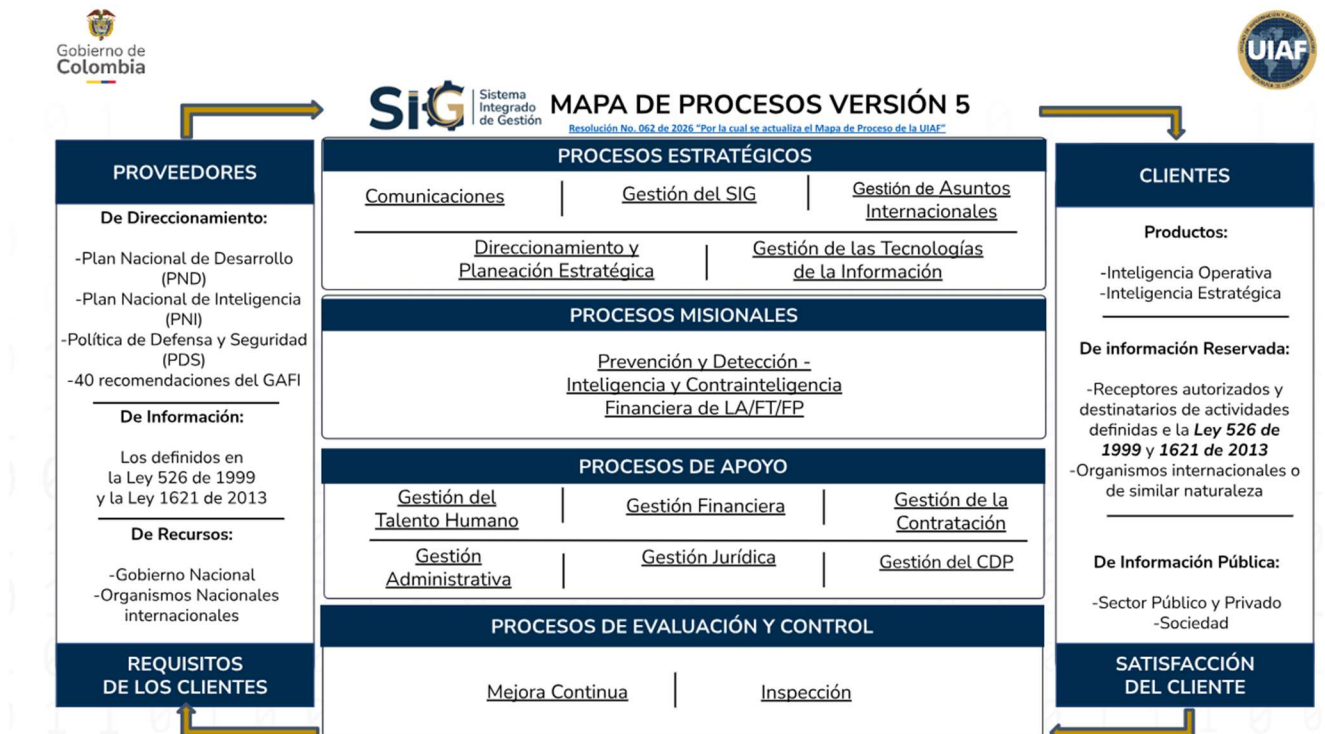 Gobierno de
Colombia
UIAF
SiG
Sistema
Integrado
de Gestión
MAPA DE PROCESOS VERSIÓN 5
Resolución No. 062 de 2026 “Por la cual se actualiza el Mapa de Proceso de la UIAF”
PROVEEDORES
De Direccionamiento:
-Plan Nacional de Desarrollo
(PND)
-Plan Nacional de Inteligencia
(PNI)
-Política de Defensa y Seguridad
(PDS)
-40 recomendaciones del GAFI
De Información:
Los definidos en
la Ley 526 de 1999
y la Ley 1621 de 2013
De Recursos:
-Gobierno Nacional
-Organismos Nacionales
internacionales
REQUISITOS
DE LOS CLIENTES
PROCESOS ESTRATÉGICOS
Comunicaciones
Gestión del SIG
Gestión de Asuntos
Internacionales
Direccionamiento y
Planeación Estratégica
Gestión de las Tecnologías
de la Información
PROCESOS MISIONALES
Prevención y Detección -
Inteligencia y Contrainteligencia
Financiera de LA/FT/FP
PROCESOS DE APOYO
Gestión del
Talento Humano
Gestión Financiera
Gestión de la
Contratación
Gestión
Administrativa
Gestión Jurídica
Gestión del CDP
PROCESOS DE EVALUACIÓN Y CONTROL
Mejora Continua
Inspección
CLIENTES
Productos:
-Inteligencia Operativa
-Inteligencia Estratégica
De información Reservada:
-Receptores autorizados y
destinatarios de actividades
definidas e la Ley 526 de
1999 y 1621 de 2013
-Organismos internacionales o
de similar naturaleza
De Información Pública:
-Sector Público y Privado
-Sociedad
SATISFACCIÓN
DEL CLIENTE